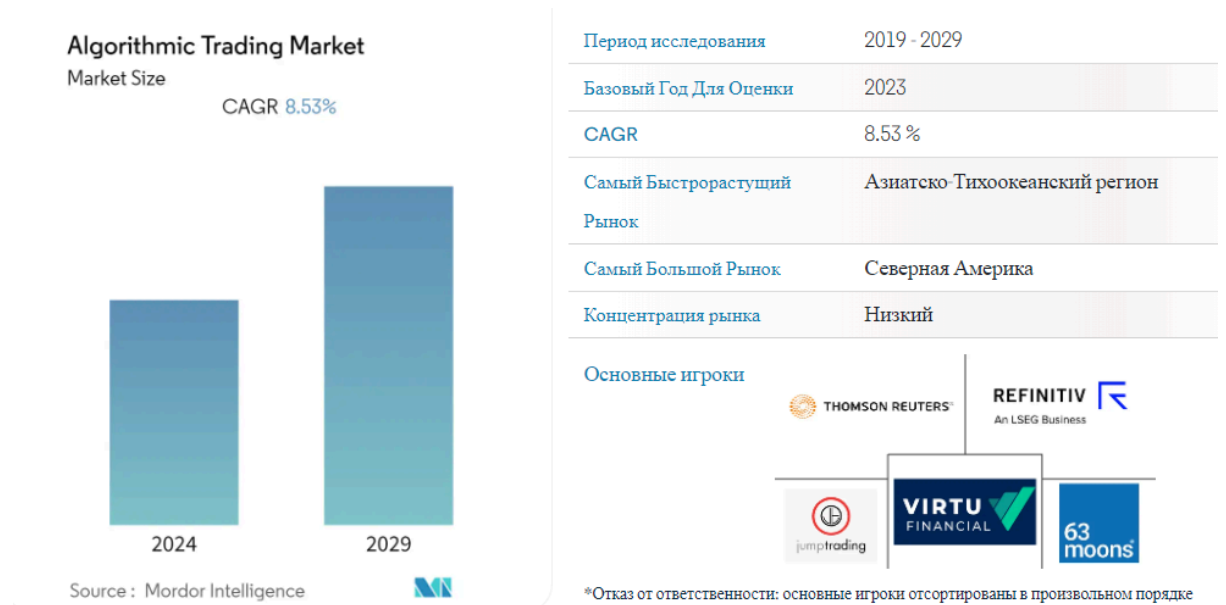 Algorithmic Trading Market
Market Size
CAGR 8.53%
2024
2029
Source : Mordor Intelligence
Период исследования 2019 - 2029
Базовый Год Для Оценки 2023
CAGR 8.53 %
Самый Быстрорастущий Азиатско-Тихоокеанский регион
Рынок
Самый Большой Рынок Северная Америка
Концентрация рынка Низкий
Основные игроки
THOMSON REUTERS
REFINITIV
An LSEG Business
jumptrading
VIRTU
FINANCIAL
63
moons
*Отказ от ответственности: основные игроки отсортированы в произвольном порядке